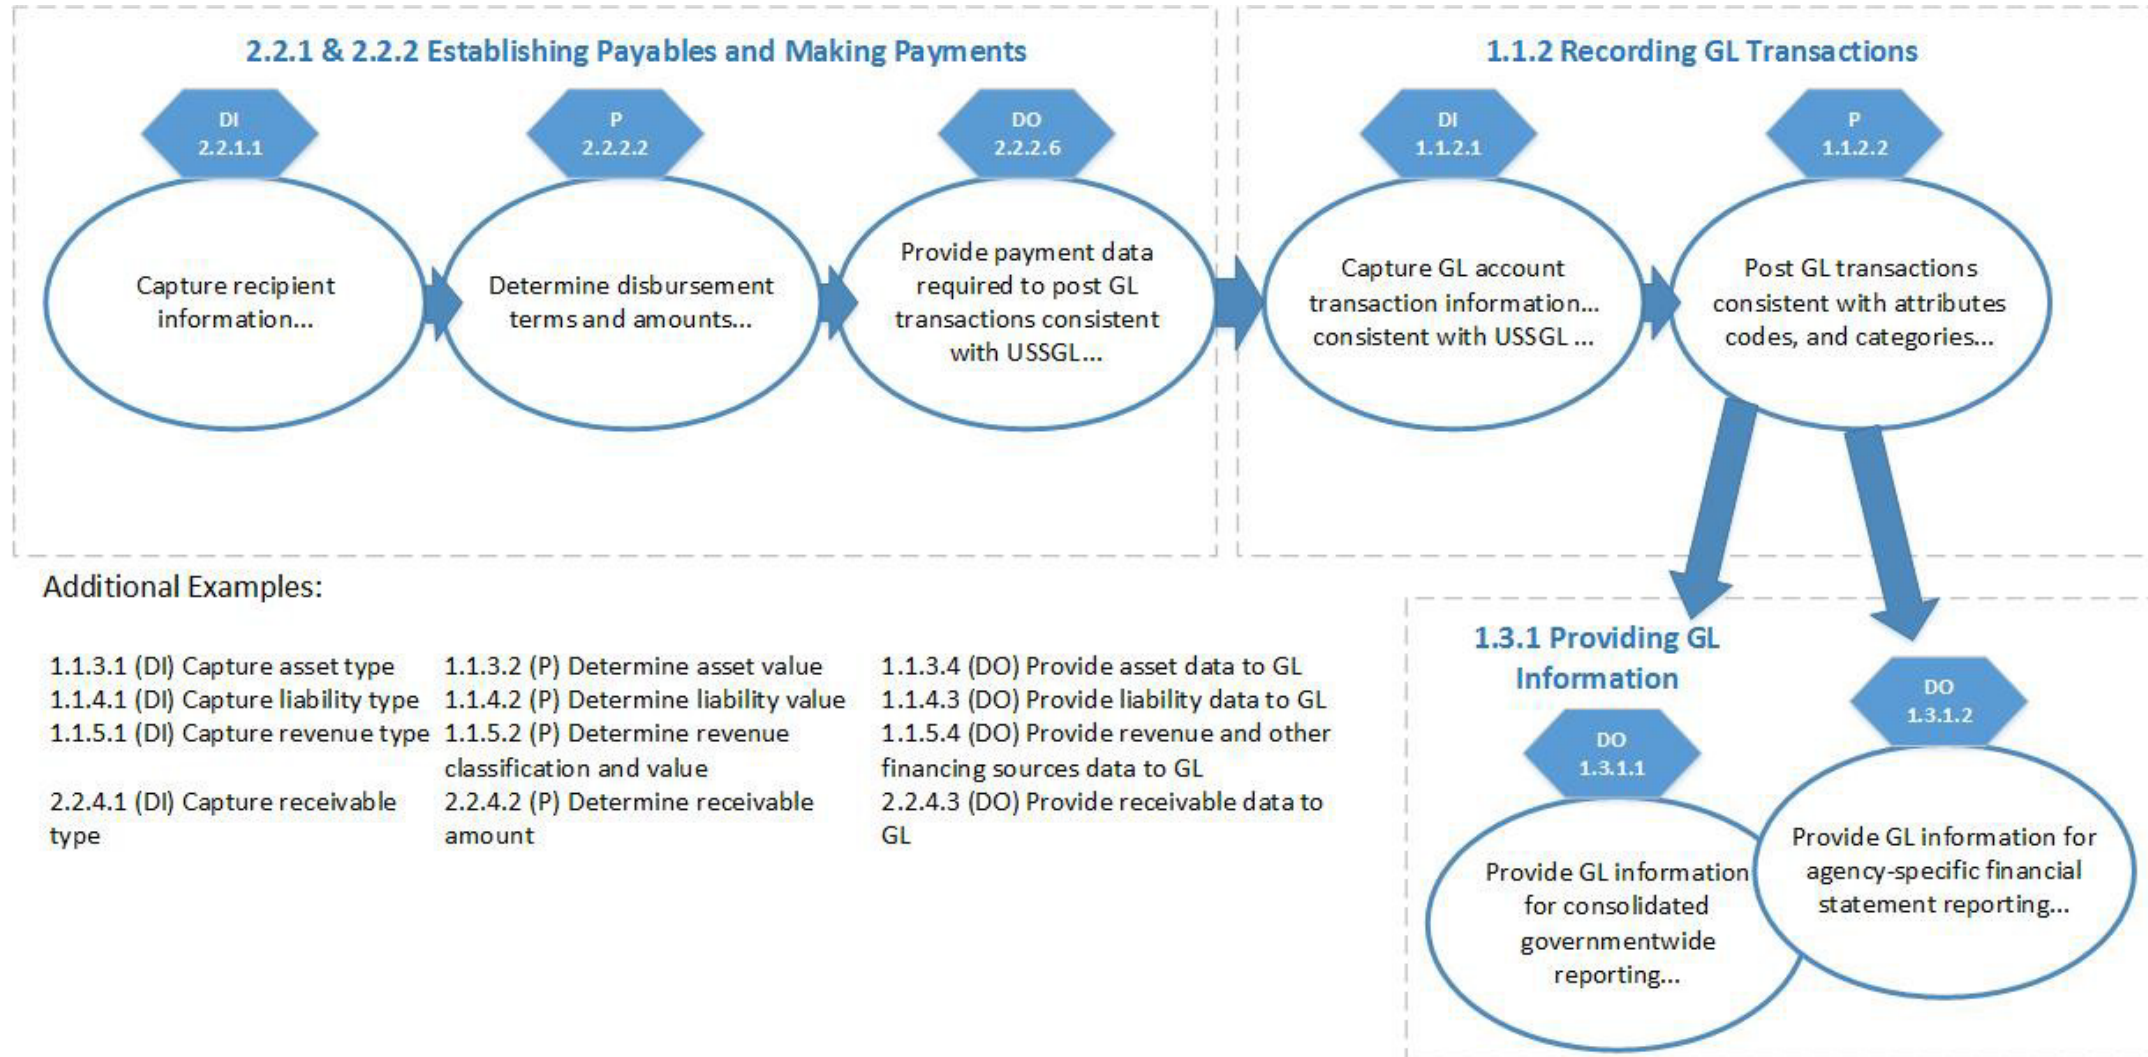 2.2.1 & 2.2.2 Establishing Payables and Making Payments
DI
2.2.1.1
Capture recipient
information...
P
2.2.2.2
Determine disbursement
terms and amounts...
DO
2.2.2.6
Provide payment data
required to post GL
transactions consistent
with USSGL...
1.1.2 Recording GL Transactions
DI
1.1.2.1
Capture GL account
transaction information...
consistent with USSGL ...
P
1.1.2.2
Post GL transactions
consistent with attributes
codes, and categories...
Additional Examples:
1.1.3.1 (DI) Capture asset type
1.1.4.1 (DI) Capture liability type
1.1.5.1 (DI) Capture revenue type
2.2.4.1 (DI) Capture receivable
type
1.1.3.2 (P) Determine asset value
1.1.4.2 (P) Determine liability value
1.1.5.2 (P) Determine revenue
classification and value
2.2.4.2 (P) Determine receivable
amount
1.1.3.4 (DO) Provide asset data to GL
1.1.4.3 (DO) Provide liability data to GL
1.1.5.4 (DO) Provide revenue and other
financing sources data to GL
2.2.4.3 (DO) Provide receivable data to
GL
1.3.1 Providing GL
Information
DO
1.3.1.1
Provide GL information
for consolidated
governmentwide
reporting...
DO
1.3.1.2
Provide GL information for
agency-specific financial
statement reporting...